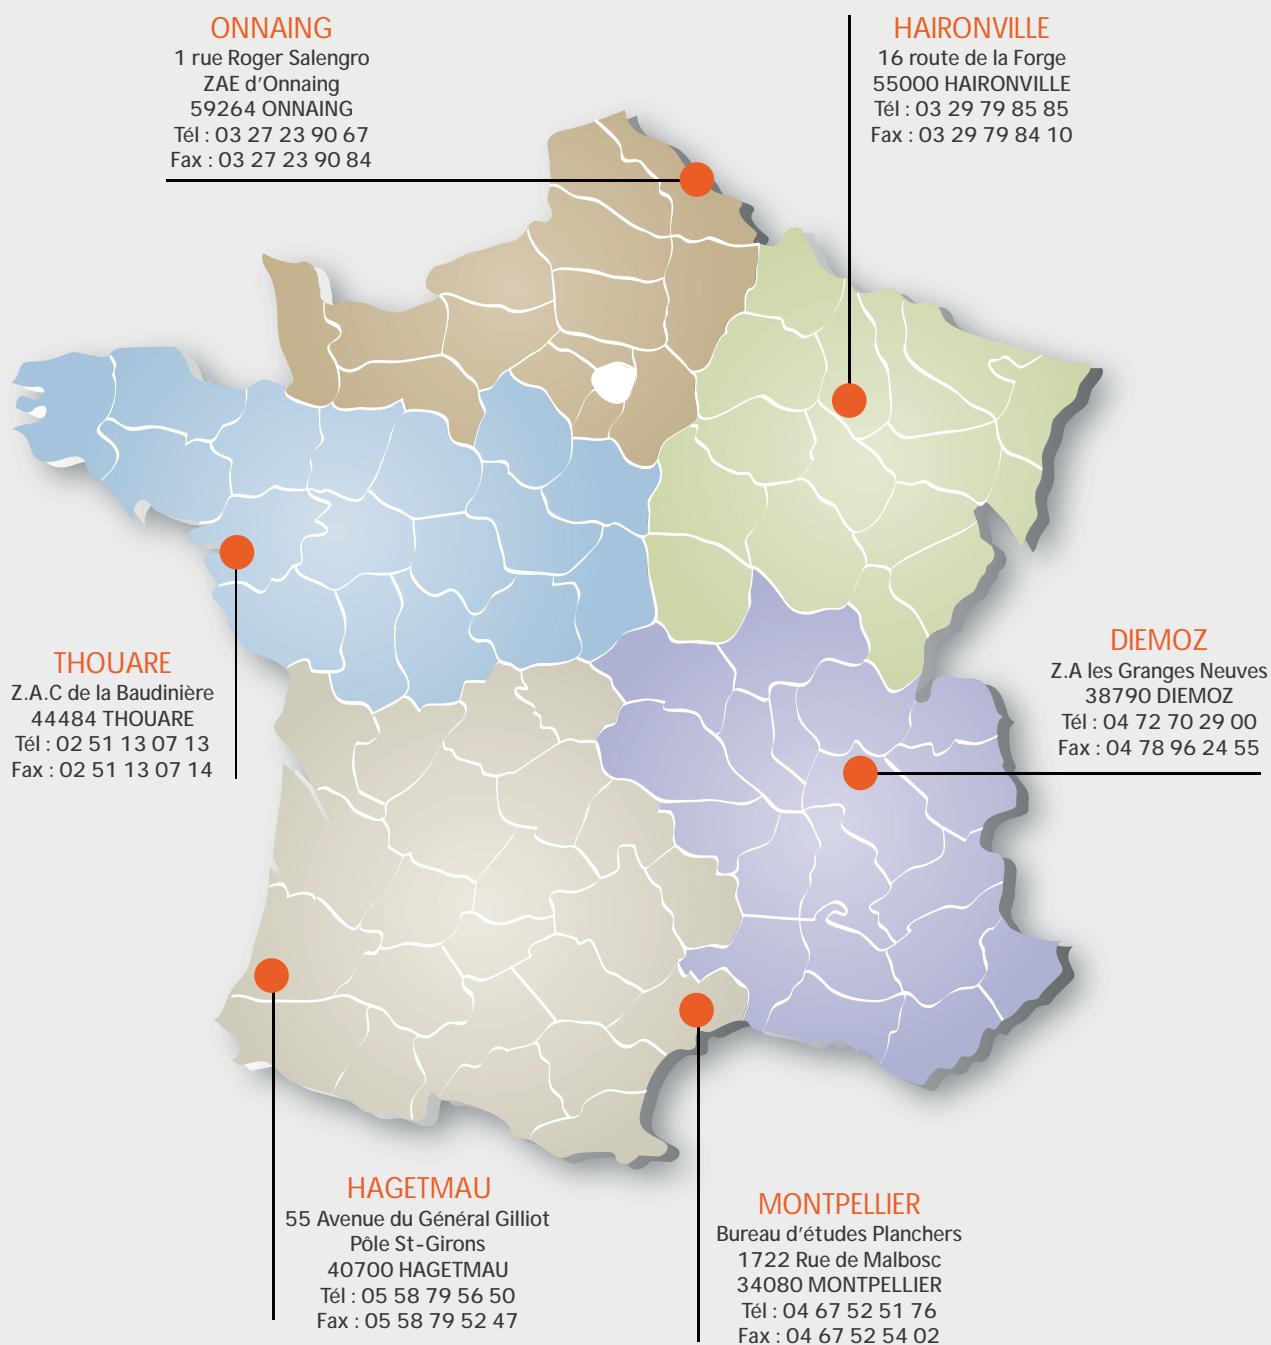 ONNAING
1 rue Roger Salengro
ZAE d'Onnaing
59264 ONNAING
Tél : 03 27 23 90 67
Fax : 03 27 23 90 84
HAIRONVILLE
16 route de la Forge
55000 HAIRONVILLE
Tél : 03 29 79 85 85
Fax : 03 29 79 84 10
THOUARE
Z.A.C de la Baudinière
44484 THOUARE
Tél : 02 51 13 07 13
Fax : 02 51 13 07 14
DIEMOZ
Z.A les Granges Neuves
38790 DIEMOZ
Tél : 04 72 70 29 00
Fax : 04 78 96 24 55
HAGETMAU
55 Avenue du Général Gilliot
Pôle St-Girons
40700 HAGETMAU
Tél : 05 58 79 56 50
Fax : 05 58 79 52 47
MONTPELLIER
Bureau d'études Planchers
1722 Rue de Malbosc
34080 MONTPELLIER
Tél : 04 67 52 51 76
Fax : 04 67 52 54 02